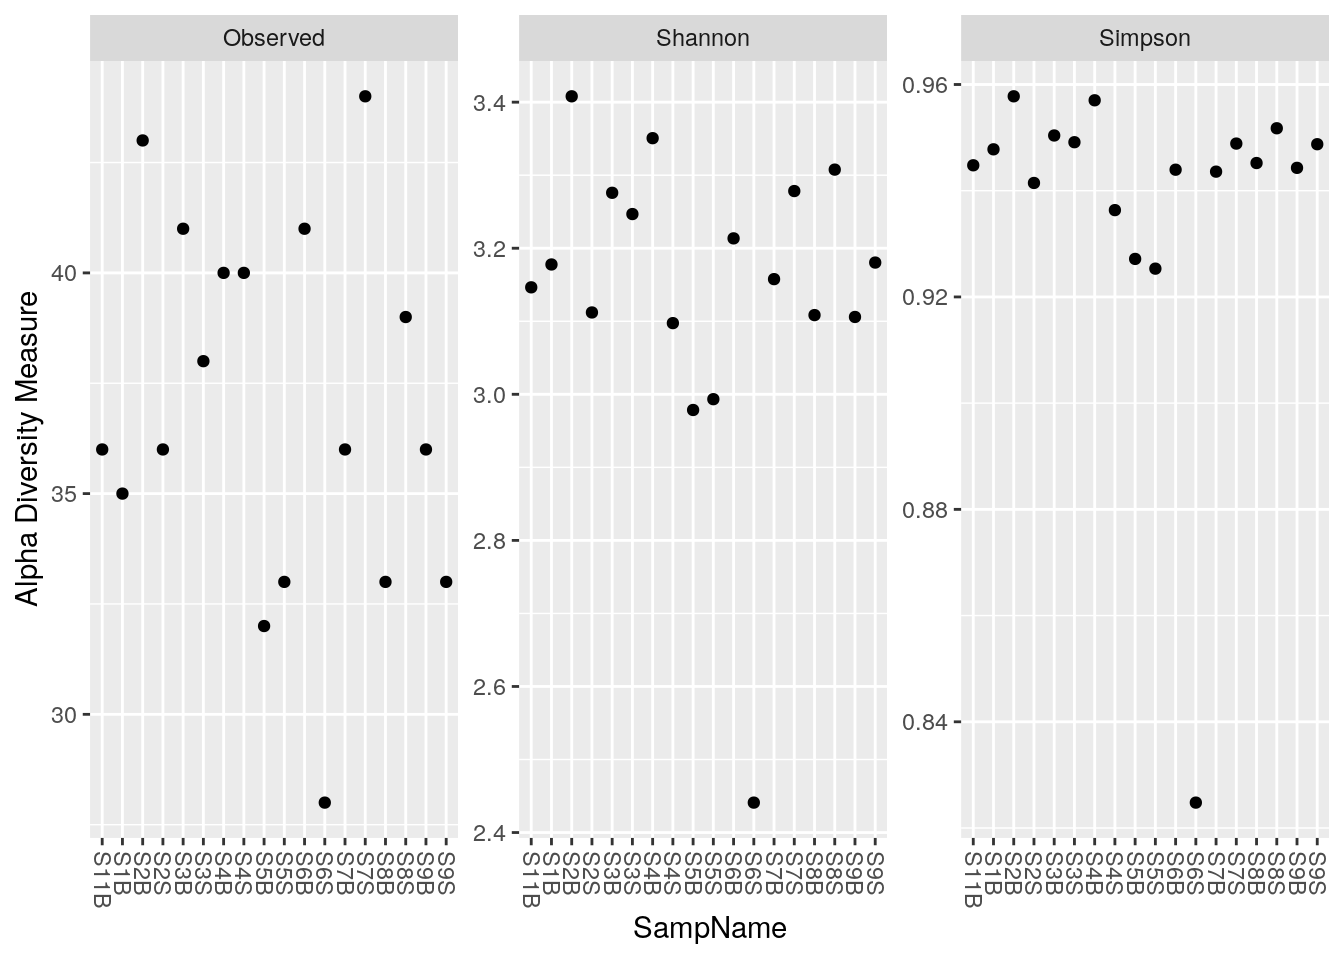 Observed
Shannon
Simpson
Alpha Diversity Measure
40
35
30
3.4
3.2
3.0
2.8
2.6
2.4
0.96
0.92
0.88
0.84
S11B
S1B
S2B
S2S
S3B
S3S
S4B
S4S
S5B
S5S
S6B
S6S
S7B
S7S
S8B
S8S
S9B
S9S
S11B
S1B
S2B
S2S
S3B
S3S
S4B
S4S
S5B
S5S
S6B
S6S
S7B
S7S
S8B
S8S
S9B
S9S
S11B
S1B
S2B
S2S
S3B
S3S
S4B
S4S
S5B
S5S
S6B
S6S
S7B
S7S
S8B
S8S
S9B
S9S
SampName